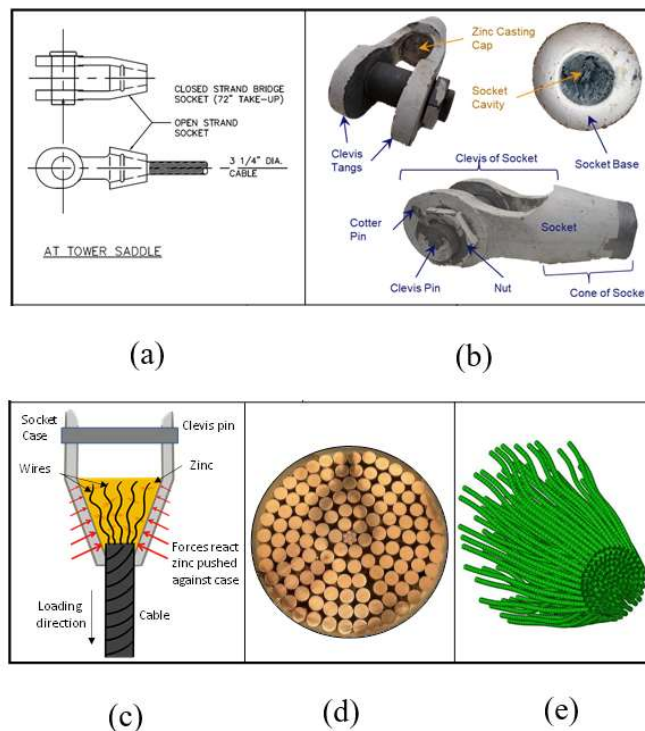 CLOSED STRAND BRIDGE
SOCKET (72" TAKE-UP)
OPEN STRAND
SOCKET
3 1/4" DIA.
CABLE
AT TOWER SADDLE
Zinc Casting
Cap
Socket
Cavity
Clevis
Tangs
Clevis of Socket
Socket Base
Cotter
Pin
Socket
Clevis Pin
Nut
Cone of Socket
(a)
(b)
Socket
Case
Clevis pin
Wires
Zinc
Forces react
zinc pushed
against case
Loading
direction
Cable
(c)
(d)
(e)